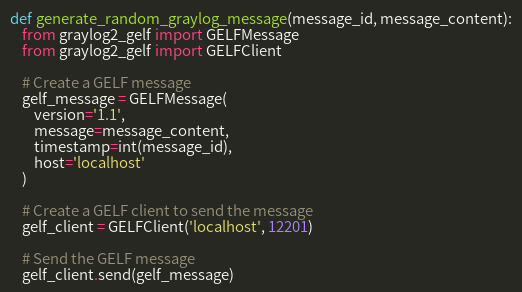 def generate_random_graylog_message(message_id, message_content):
from graylog2_gelf import GELFMessage
from graylog2_gelf import GELFClient
# Create a GELF message
gelf_message = GELFMessage(
version='1.1',
message=message_content,
timestamp=int(message_id),
host='localhost'
)
# Create a GELF client to send the message
gelf_client = GELFClient('localhost', 12201)
# Send the GELF message
gelf_client.send(gelf_message)